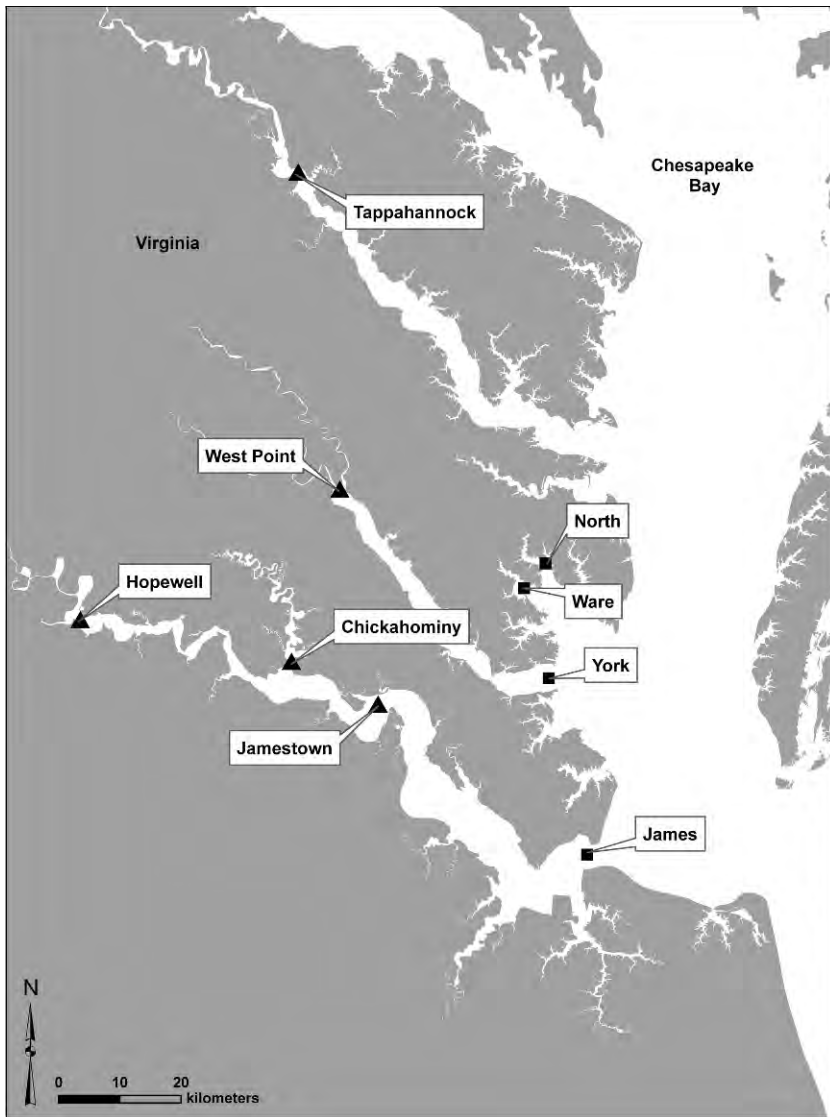 Chesapeake
Bay
Tappahannock
Virginia
West Point
North
Hopewell
Ware
Chickahominy
York
Jamestown
James
N
0 10 20
kilometers